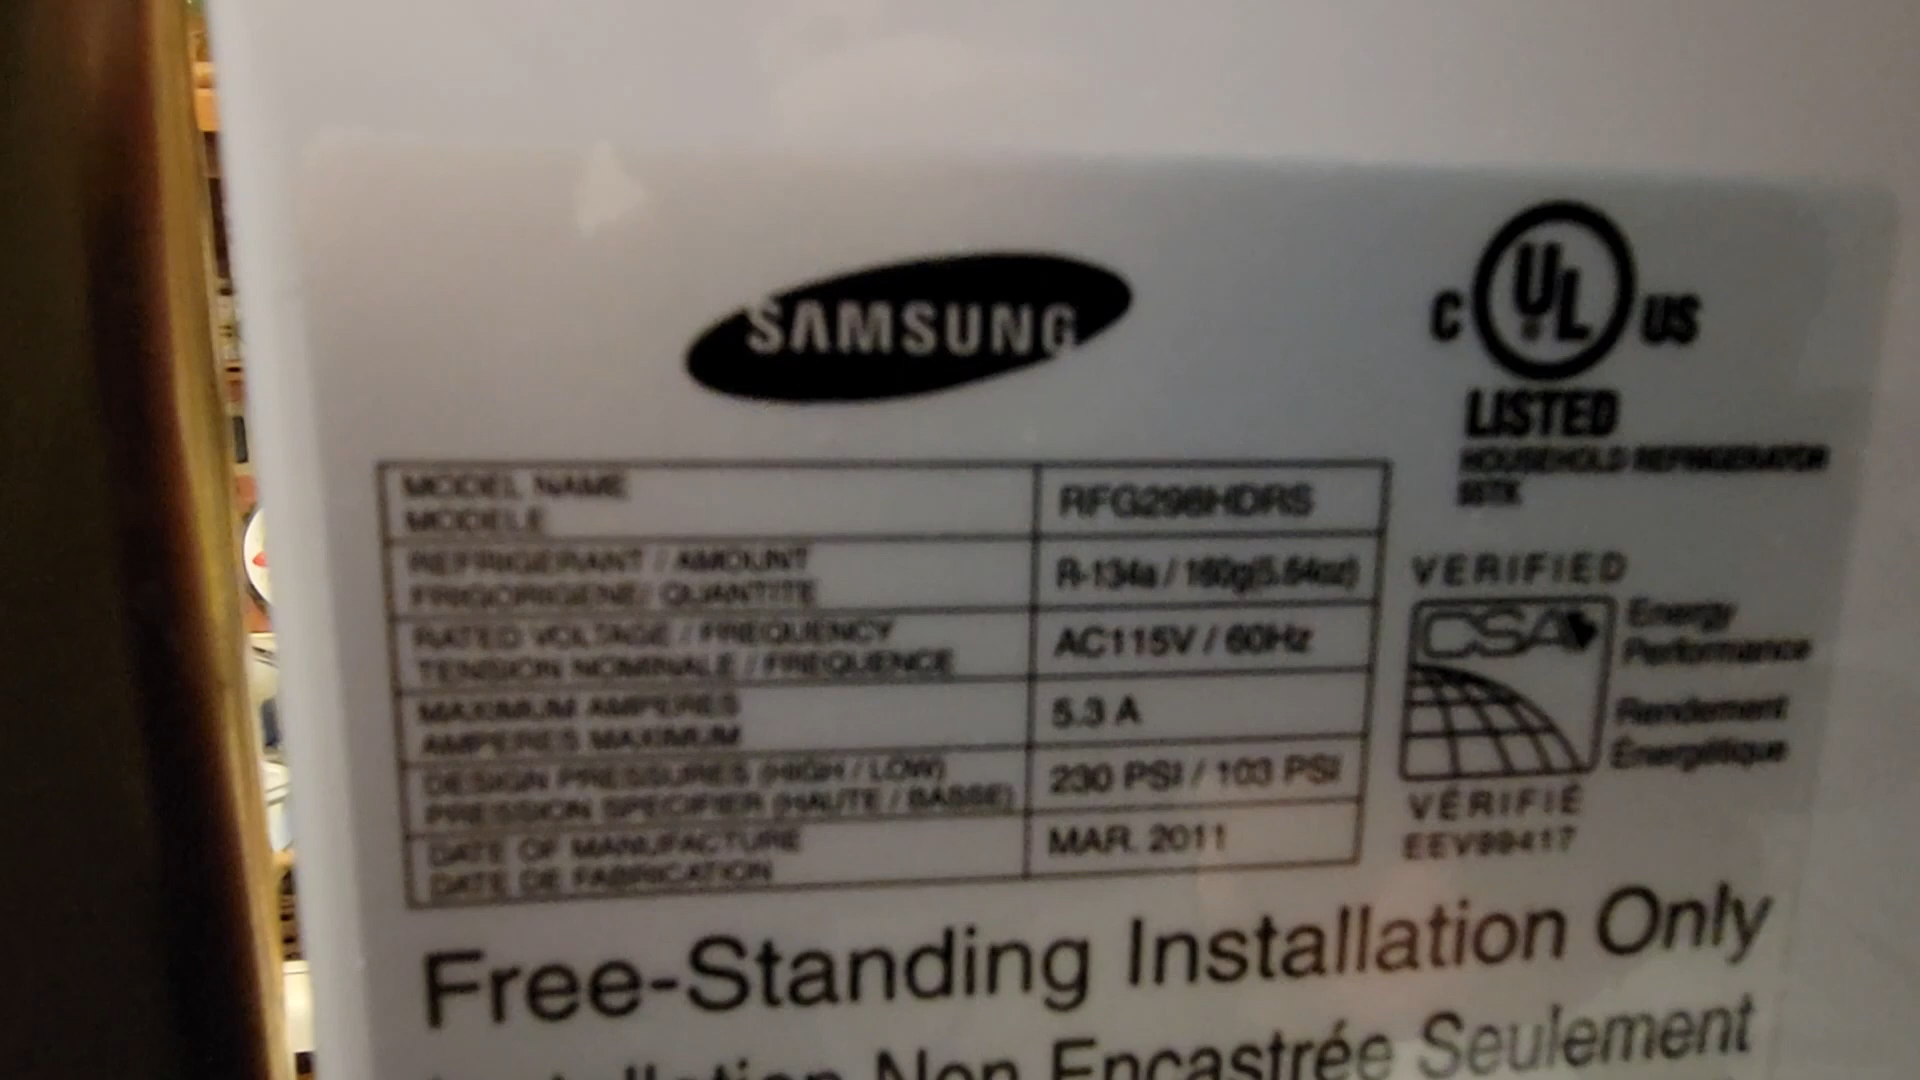 SAMSUNG
C UL US
LISTED
HOUSEHOLD REFRIGERATOR
MODEL NAME
MODELE
RFG298HDRS
REFRIGERANT / AMOUNT
FRIGORIGENE/ QUANTITE
R-134a / 160g(5.64oz)
RATED VOLTAGE / FREQUENCY
TENSION NOMINALE / FREQUENCE
AC115V / 60Hz
MAXIMUM AMPERES
AMPERES MAXIMUM
5.3 A
DESIGN PRESSURES (HIGH / LOW)
PRESSION SPECIFIER (HAUTE / BASSE)
230 PSI / 103 PSI
DATE OF MANUFACTURE
DATE DE FABRICATION
MAR. 2011
VERIFIED
CSA
Energy
Performance
Rendement
Énergétique
VÉRIFIÉ
EEV99417
Free-Standing Installation Only
Installation Non Encastrée Seulement